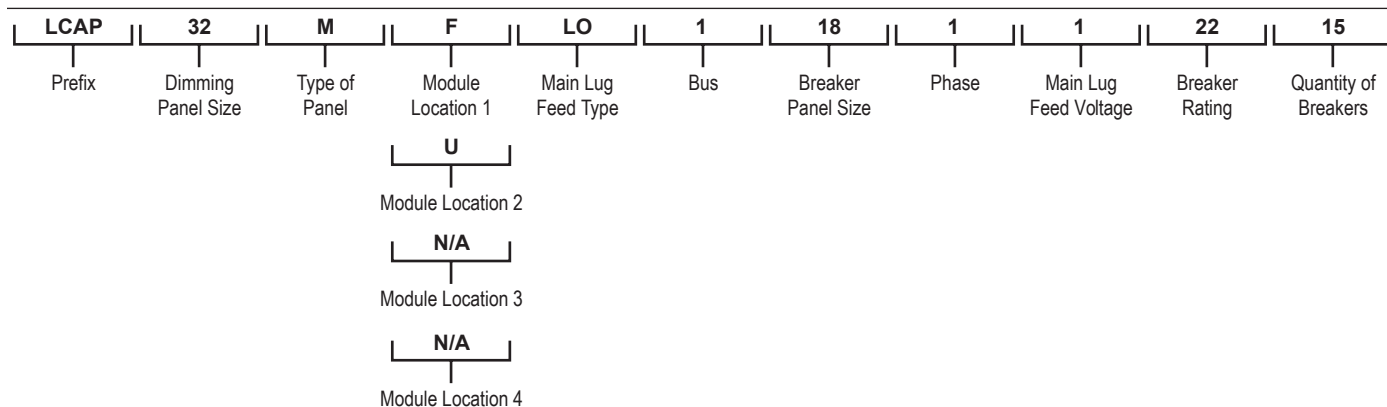 LCAP 32 M F LO 1 18 1 1 22 15
Prefix Dimming Type of Module Main Lug Bus Breaker Phase Main Lug Breaker Quantity of
Panel Size Panel Location 1 Feed Type Panel Size Feed Voltage Rating Breakers
U
Module Location 2
N/A
Module Location 3
N/A
Module Location 4